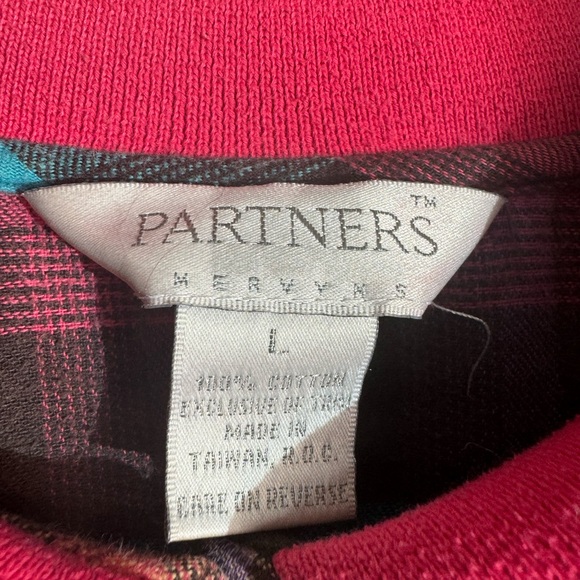 PARTNERS™
MERVYNS
L
100% COTTON
EXCLUSIVE OF TRIM
MADE IN
TAIWAN, R.O.C.
CARE ON REVERSE